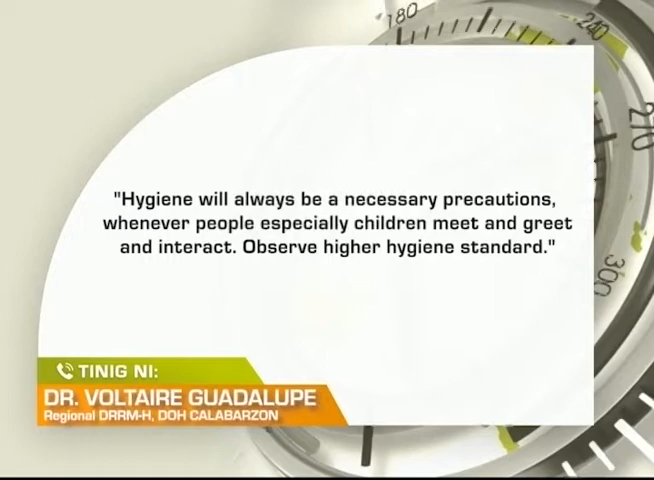 180
240
270
300
"Hygiene will always be a necessary precautions,
whenever people especially children meet and greet
and interact. Observe higher hygiene standard."
TINIG NI:
DR. VOLTAIRE GUADALUPE
Regional DRRM-H, DOH CALABARZON